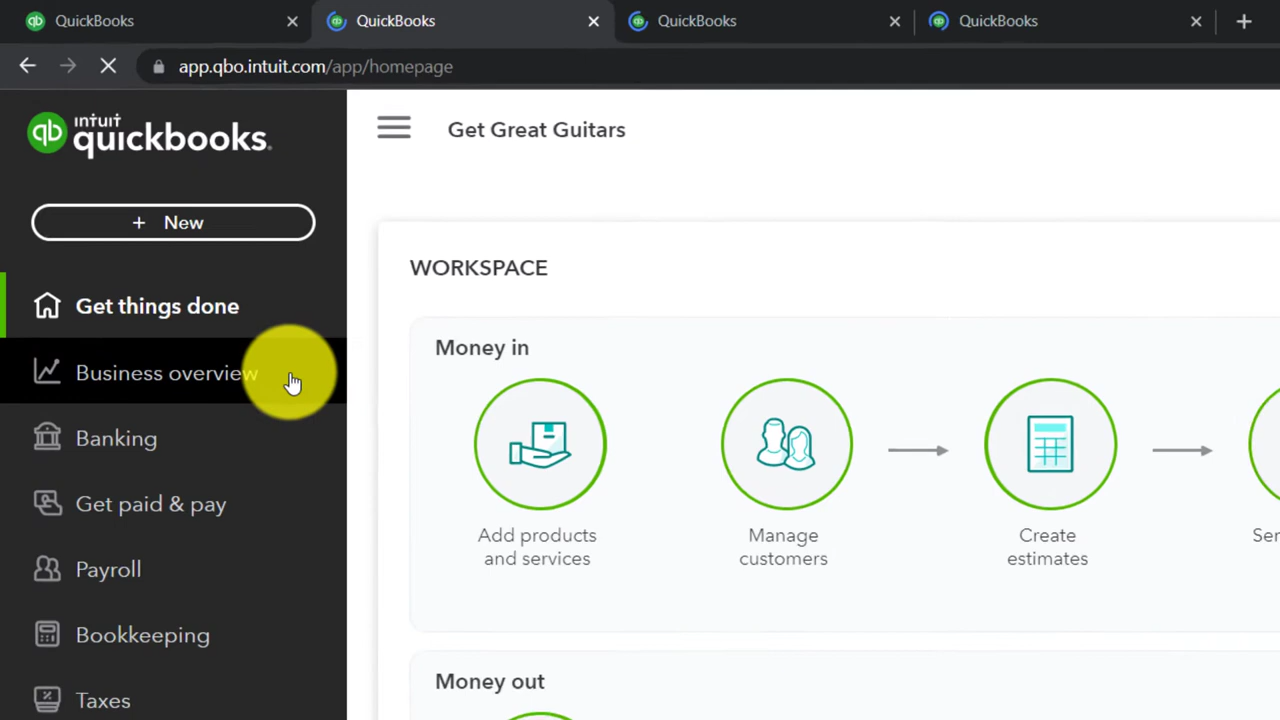 QuickBooks
QuickBooks
QuickBooks
QuickBooks
app.qbo.intuit.com/app/homepage
qb
intuit
quickbooks.
Get Great Guitars
+ New
WORKSPACE
Get things done
Money in
Business overview
Banking
Get paid & pay
Add products
and services
Manage
customers
Create
estimates
Payroll
Bookkeeping
Money out
Taxes